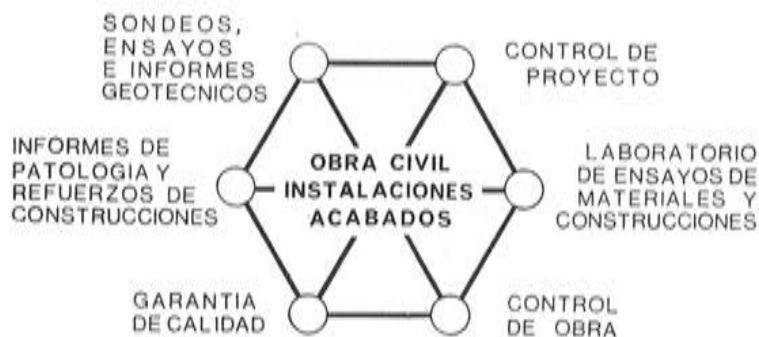 SONDEOS,
ENSAYOS
E INFORMES
GEOTECNICOS
CONTROL DE
PROYECTO
INFORMES DE
PATOLOGIA Y
REFUERZOS DE
CONSTRUCCIONES
OBRA CIVIL
INSTALACIONES
ACABADOS
LABORATORIO
DE ENSAYOS DE
MATERIALES Y
CONSTRUCCIONES
GARANTIA
DE CALIDAD
CONTROL
DE OBRA